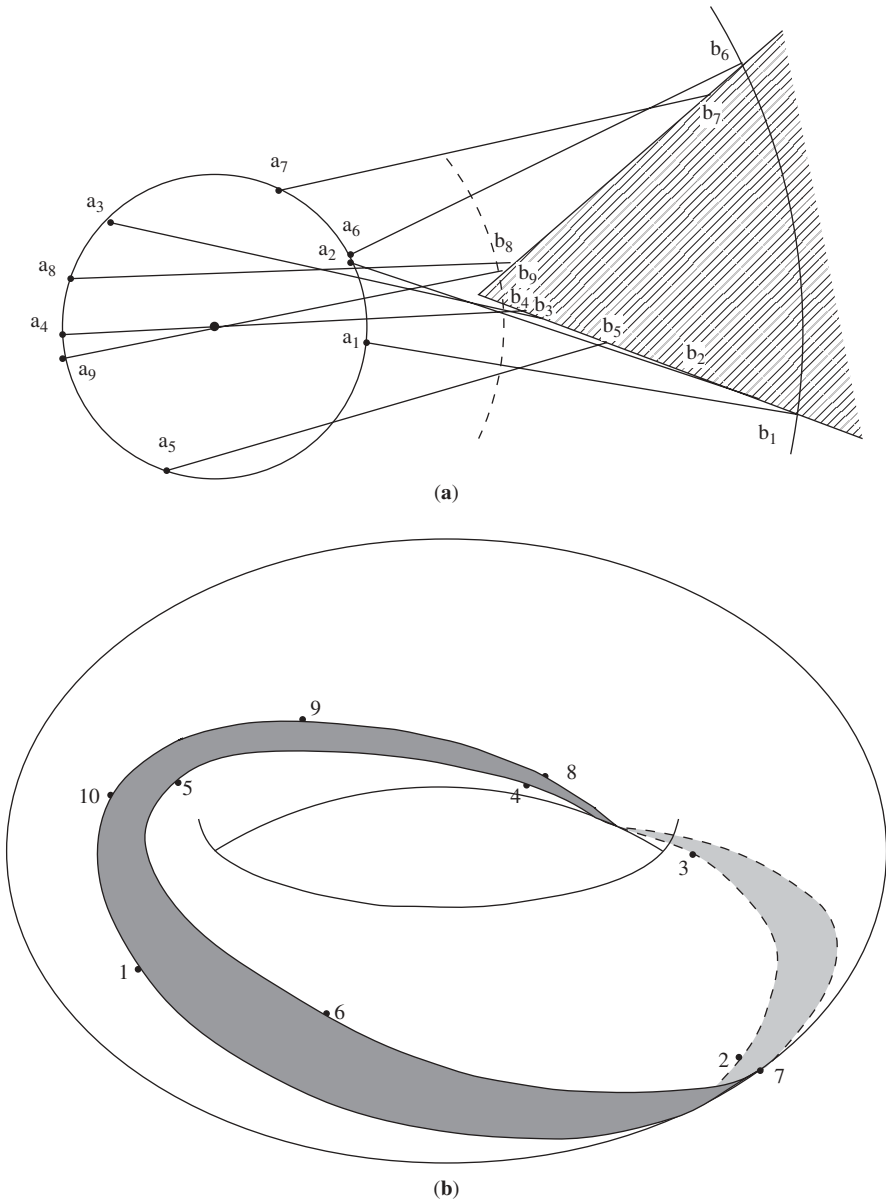 b₆
b₇
a₇
a₃
a₆
a₂
b₈
a₈
b₉
b₄
b₃
a₄
a₁
b₅
b₂
a₉
a₅
b₁
(a)
9
8
10
5
4
3
1
6
2
7
(b)